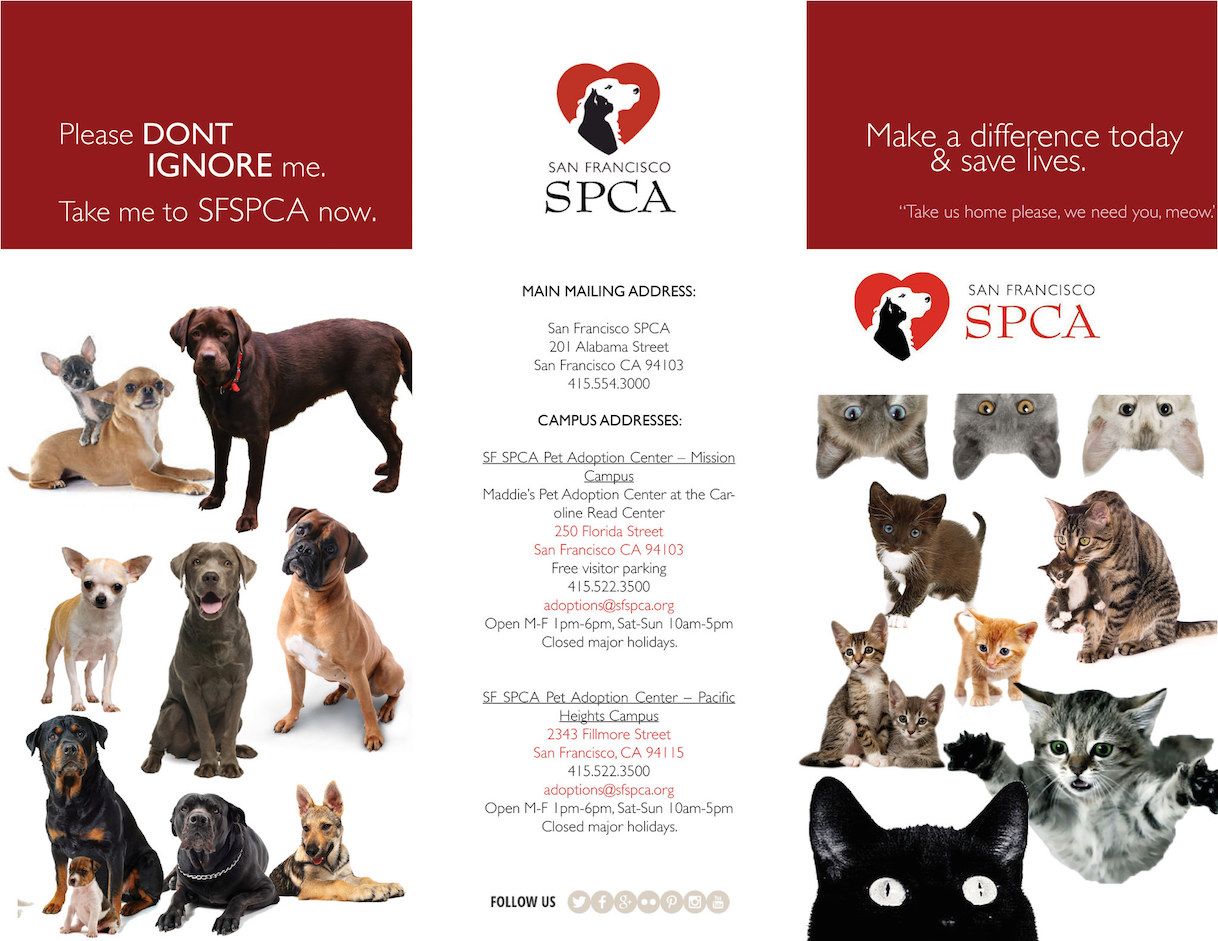 Please DONT
IGNORE me.
Take me to SFSPCA now.
SAN FRANCISCO
SPCA
MAIN MAILING ADDRESS:
San Francisco SPCA
201 Alabama Street
San Francisco CA 94103
415.554.3000
CAMPUS ADDRESSES:
SF SPCA Pet Adoption Center – Mission
Campus
Maddie's Pet Adoption Center at the Car-
oline Read Center
250 Florida Street
San Francisco CA 94103
Free visitor parking
415.522.3500
adoptions@sfspca.org
Open M-F 1pm-6pm, Sat-Sun 10am-5pm
Closed major holidays.
SF SPCA Pet Adoption Center – Pacific
Heights Campus
2343 Fillmore Street
San Francisco, CA 94115
415.522.3500
adoptions@sfspca.org
Open M-F 1pm-6pm, Sat-Sun 10am-5pm
Closed major holidays.
FOLLOW US
Make a difference today
& save lives.
“Take us home please, we need you, meow.'
SAN FRANCISCO
SPCA